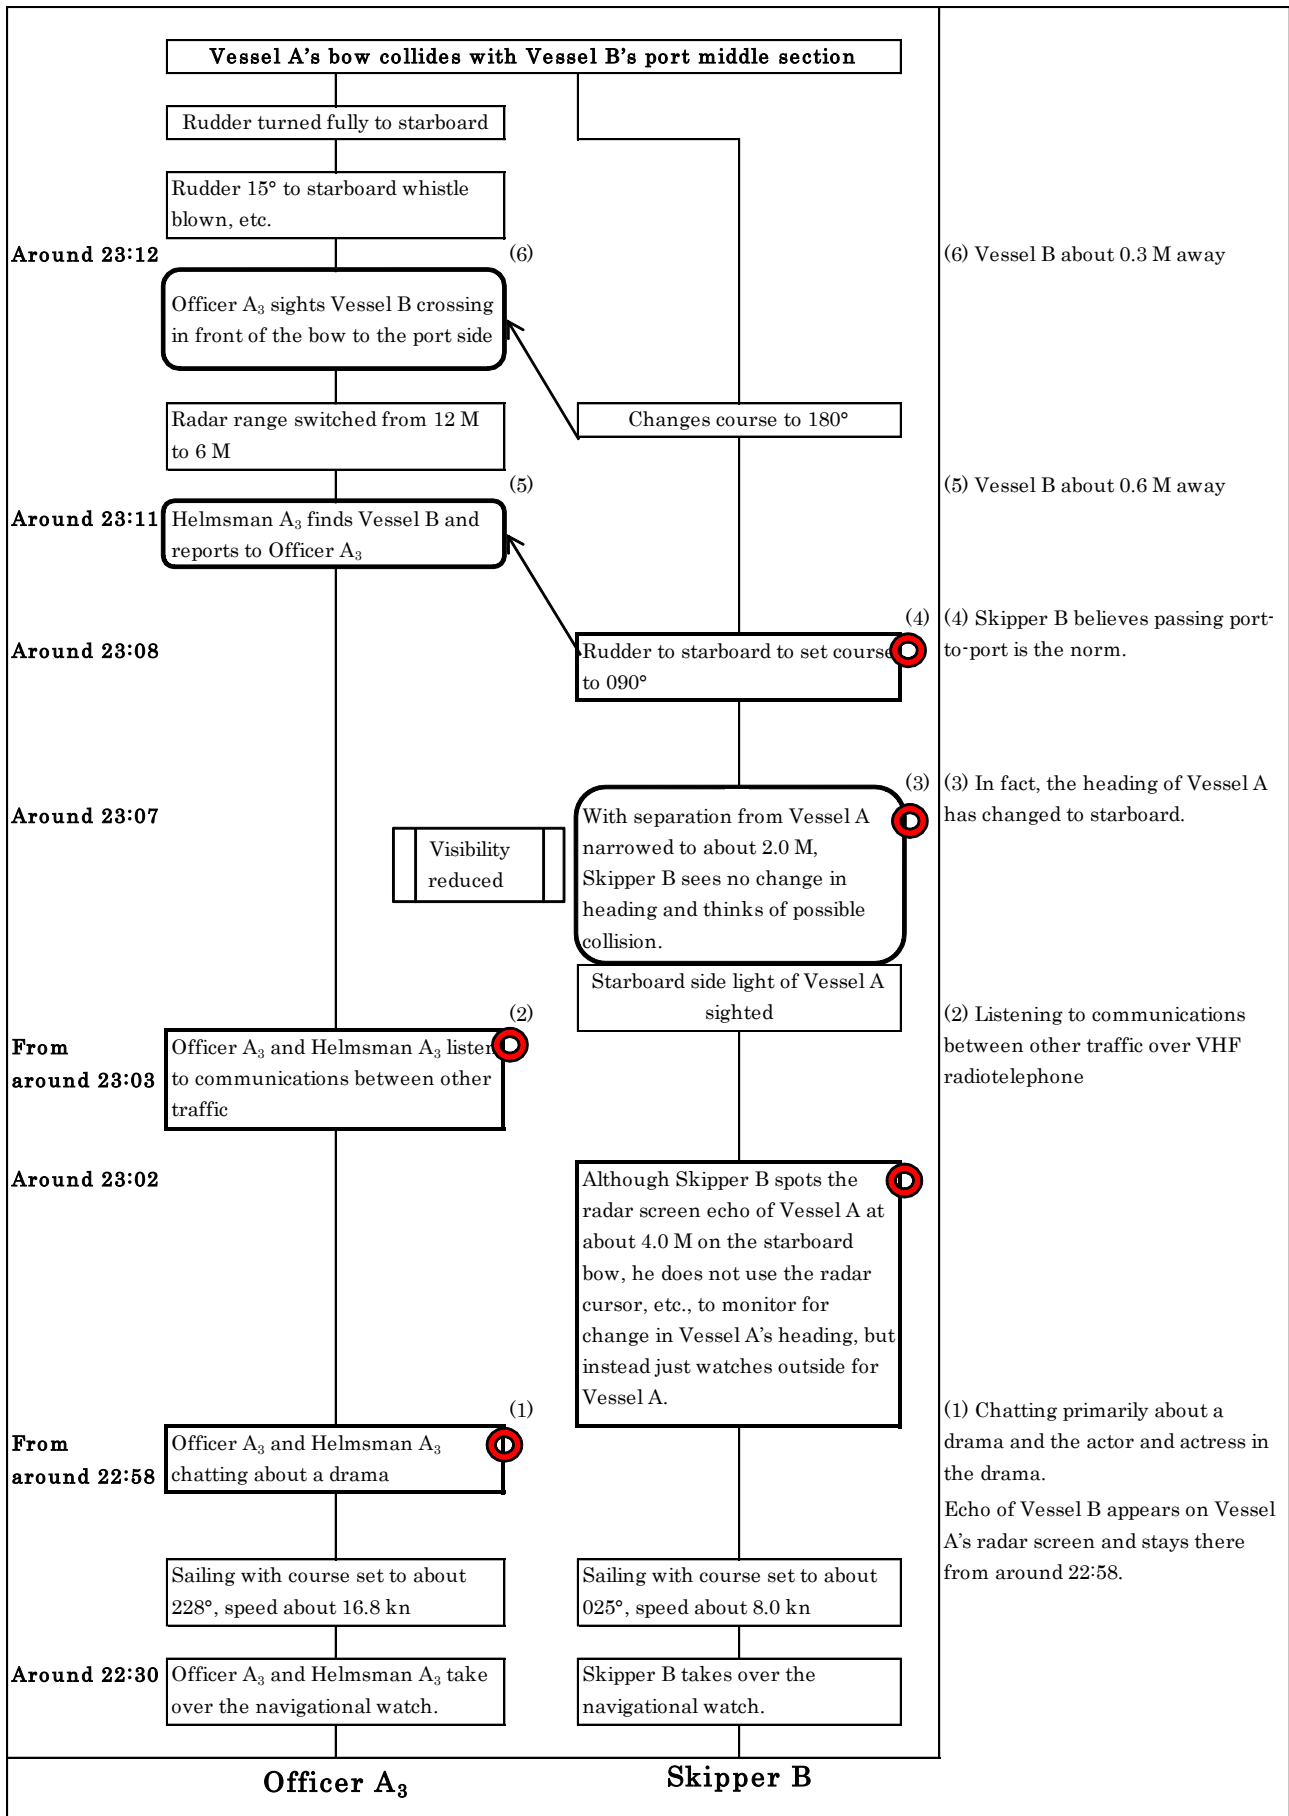 Vessel A's bow collides with Vessel B's port middle section
Rudder turned fully to starboard
Rudder 15° to starboard whistle
blown, etc.
Around 23:12
(6)
(6) Vessel B about 0.3 M away
Officer A₃ sights Vessel B crossing
in front of the bow to the port side
Radar range switched from 12 M
to 6 M
Changes course to 180°
(5)
(5) Vessel B about 0.6 M away
Around 23:11
Helmsman A₃ finds Vessel B and
reports to Officer A₃
(4)
(4) Skipper B believes passing port-
to-port is the norm.
Around 23:08
Rudder to starboard to set course
to 090°
(3)
(3) In fact, the heading of Vessel A
has changed to starboard.
Around 23:07
With separation from Vessel A
narrowed to about 2.0 M,
Skipper B sees no change in
heading and thinks of possible
collision.
Visibility
reduced
Starboard side light of Vessel A
sighted
(2)
(2) Listening to communications
between other traffic over VHF
radiotelephone
From
around 23:03
Officer A₃ and Helmsman A₃ listen
to communications between other
traffic
Around 23:02
Although Skipper B spots the
radar screen echo of Vessel A at
about 4.0 M on the starboard
bow, he does not use the radar
cursor, etc., to monitor for
change in Vessel A's heading, but
instead just watches outside for
Vessel A.
(1)
(1) Chatting primarily about a
drama and the actor and actress in
the drama.
Echo of Vessel B appears on Vessel
A's radar screen and stays there
from around 22:58.
From
around 22:58
Officer A₃ and Helmsman A₃
chatting about a drama
Sailing with course set to about
228°, speed about 16.8 kn
Sailing with course set to about
025°, speed about 8.0 kn
Around 22:30
Officer A₃ and Helmsman A₃ take
over the navigational watch.
Skipper B takes over the
navigational watch.
Officer A₃
Skipper B